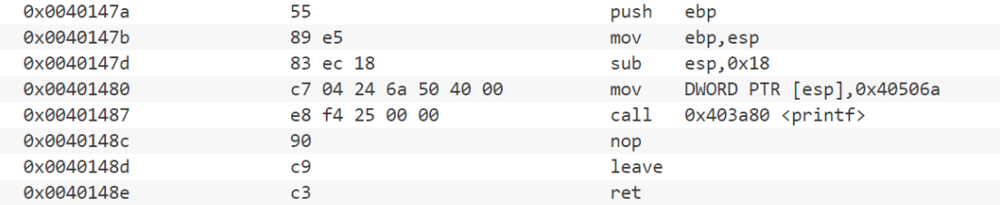 0x0040147a 55 push ebp
0x0040147b 89 e5 mov ebp,esp
0x0040147d 83 ec 18 sub esp,0x18
0x00401480 c7 04 24 6a 50 40 00 mov DWORD PTR [esp],0x40506a
0x00401487 e8 f4 25 00 00 call 0x403a80 <printf>
0x0040148c 90 nop
0x0040148d c9 leave
0x0040148e c3 ret